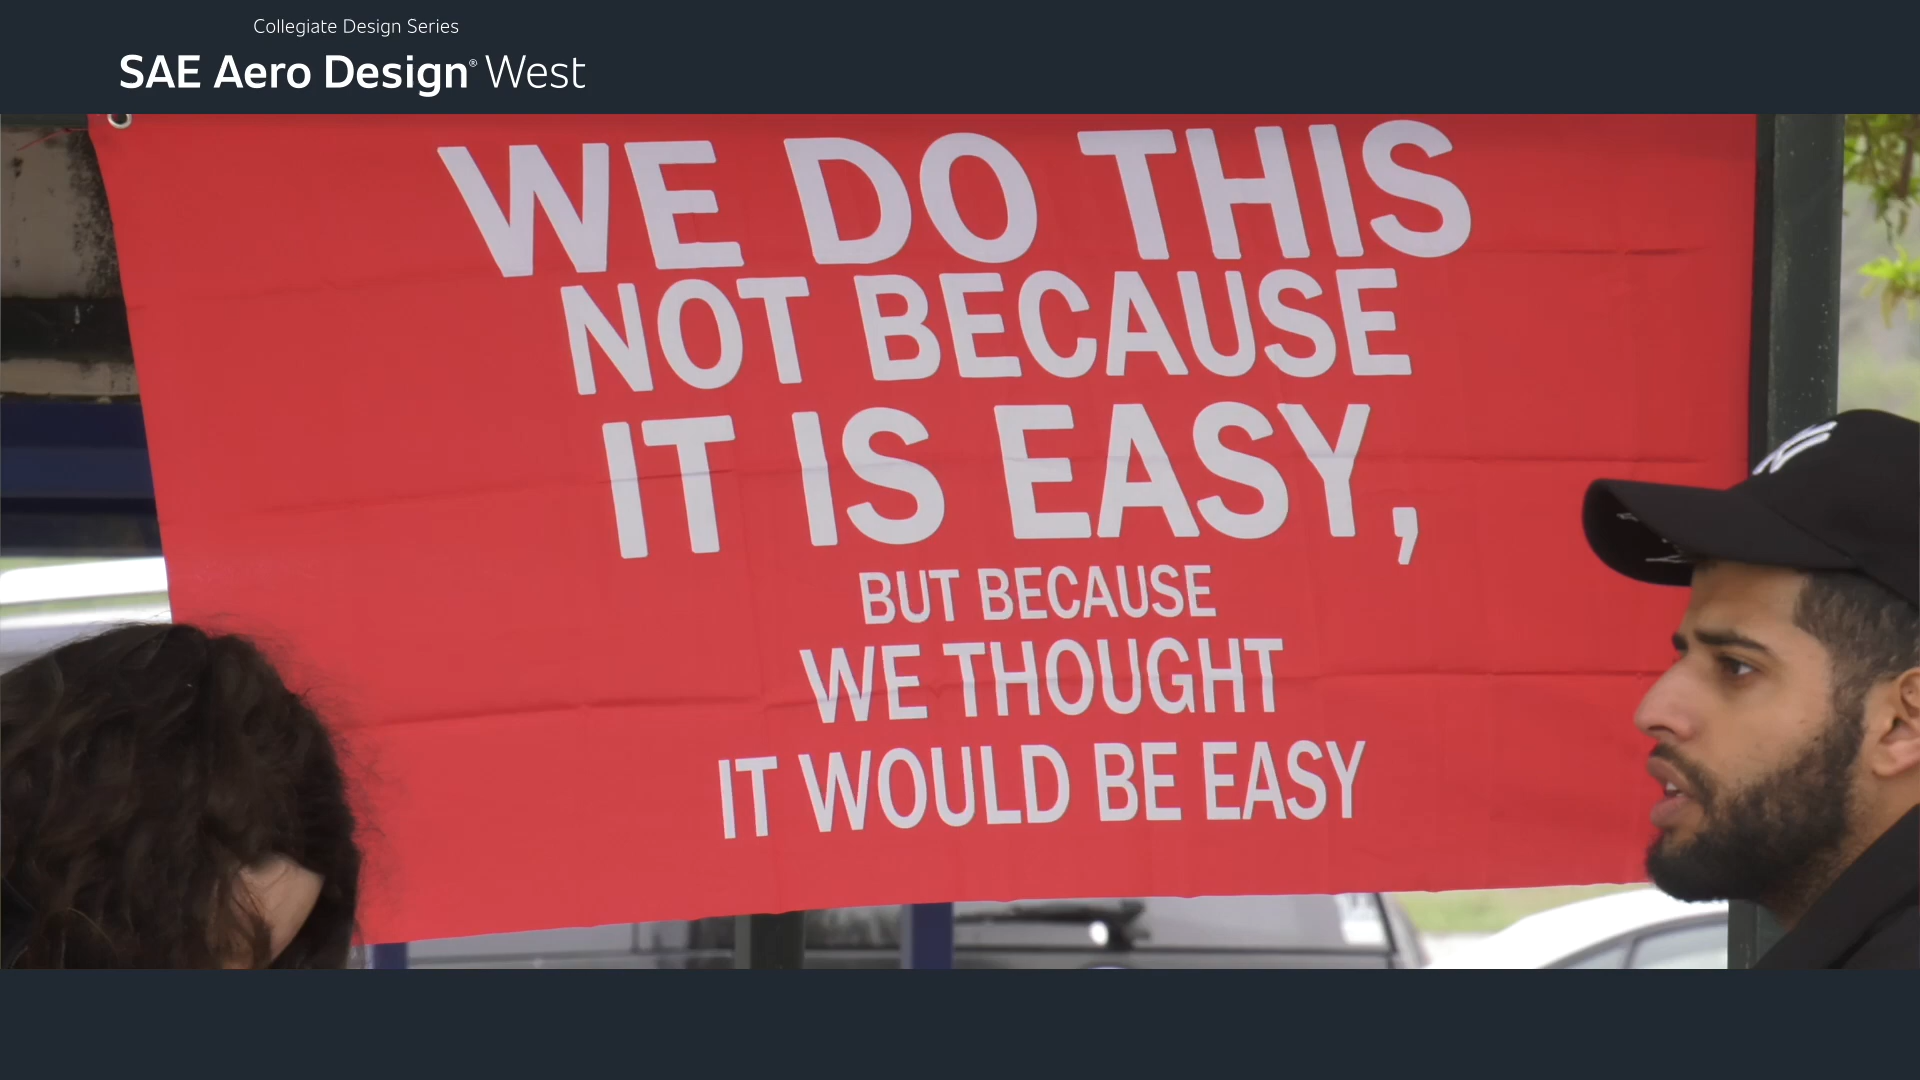 Collegiate Design Series
SAE Aero Design® West
WE DO THIS
NOT BECAUSE
IT IS EASY,
BUT BECAUSE
WE THOUGHT
IT WOULD BE EASY